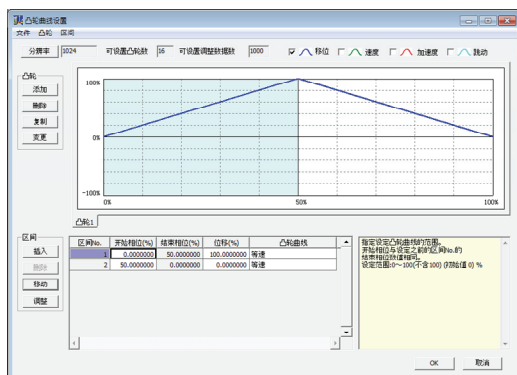 凸轮曲线设置
文件 凸轮 区间
分辨率 1024 可设置凸轮数 16 可设置调整数据数 1000 移位 速度 加速度 跳动
凸轮
添加
删除
复制
变更
100%
0%
-100%
0% 50% 100%
凸轮1
区间
插入
删除
移动
调整
区间No. 开始相位(%) 结束相位(%) 位移(%) 凸轮曲线
1 0.0000000 50.0000000 100.0000000 等速
2 50.0000000 0.0000000 0.0000000 等速
指定设定凸轮曲线的范围。
开始相位与设定之前的区间No.的
结束相位数值相同。
设定范围:0～100(不含100) (初始值 0) %
OK 取消